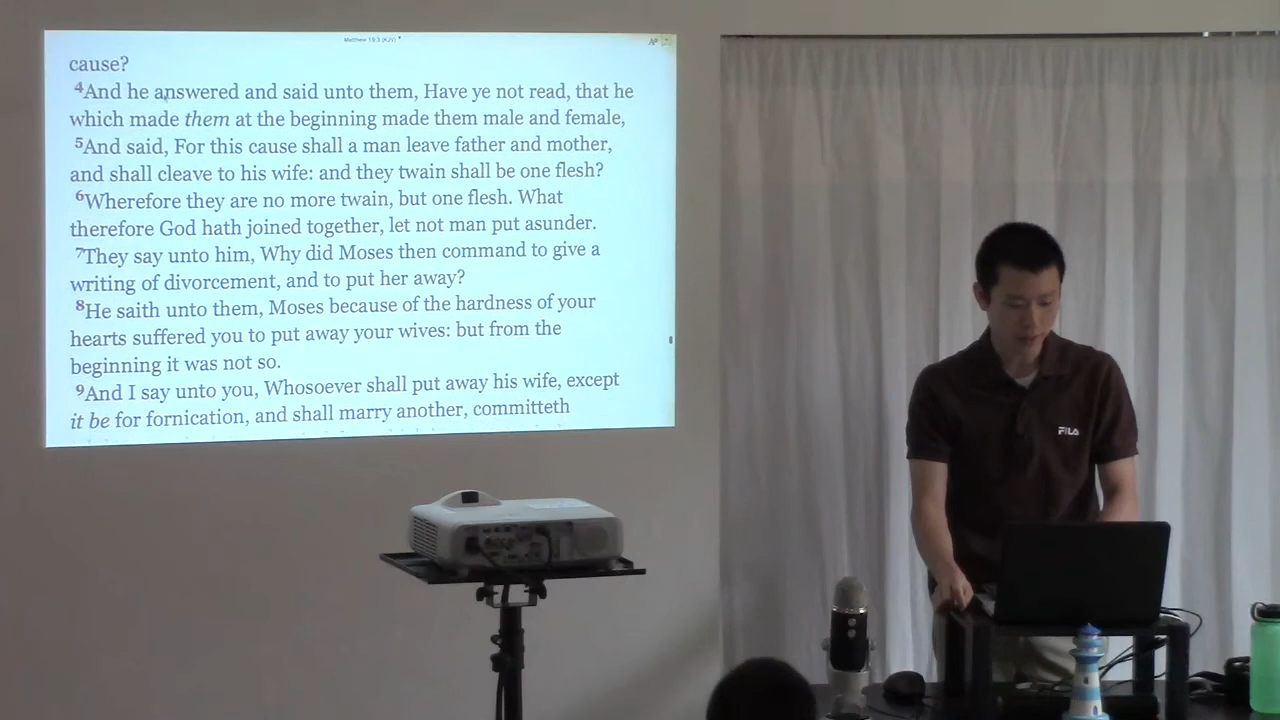 Matthew 19:3 (KJV)
cause?
4And he answered and said unto them, Have ye not read, that he
which made them at the beginning made them male and female,
5And said, For this cause shall a man leave father and mother,
and shall cleave to his wife: and they twain shall be one flesh?
6Wherefore they are no more twain, but one flesh. What
therefore God hath joined together, let not man put asunder.
7They say unto him, Why did Moses then command to give a
writing of divorcement, and to put her away?
8He saith unto them, Moses because of the hardness of your
hearts suffered you to put away your wives: but from the
beginning it was not so.
9And I say unto you, Whosoever shall put away his wife, except
it be for fornication, and shall marry another, committeth
FILA